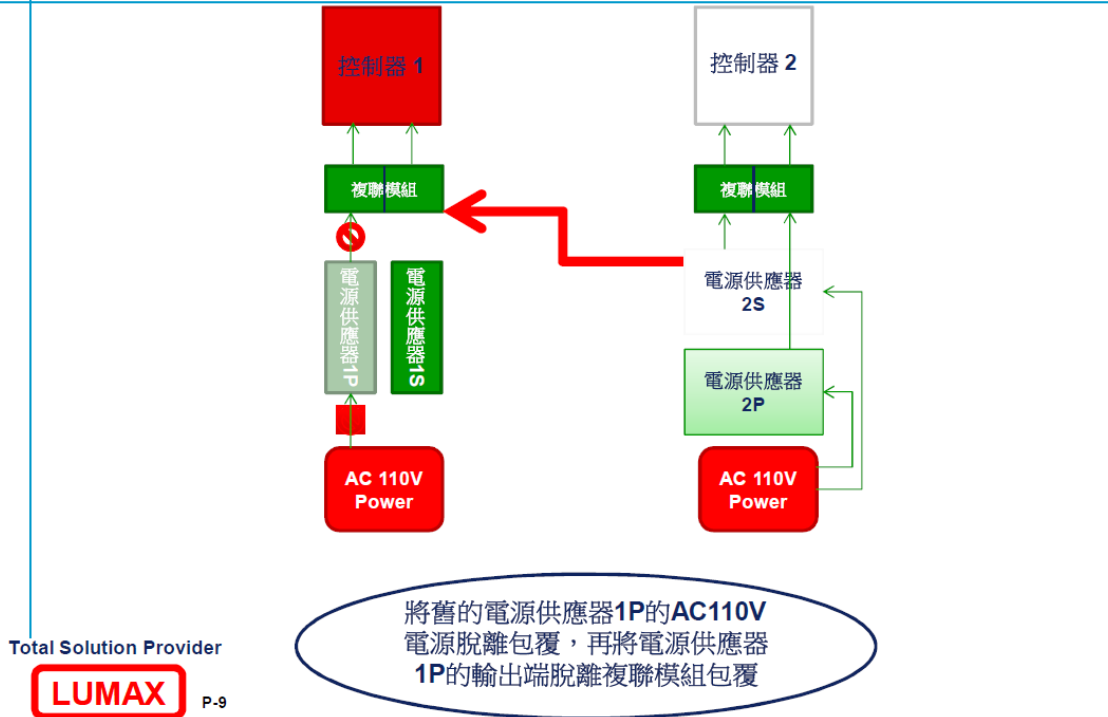 控制器 1
控制器 2
複聯模組
複聯模組
電源供應器1P
電源供應器1S
電源供應器
2S
電源供應器
2P
AC 110V
Power
AC 110V
Power
將舊的電源供應器1P的AC110V
電源脫離包覆，再將電源供應器
1P的輸出端脫離複聯模組包覆
Total Solution Provider
LUMAX
P-9